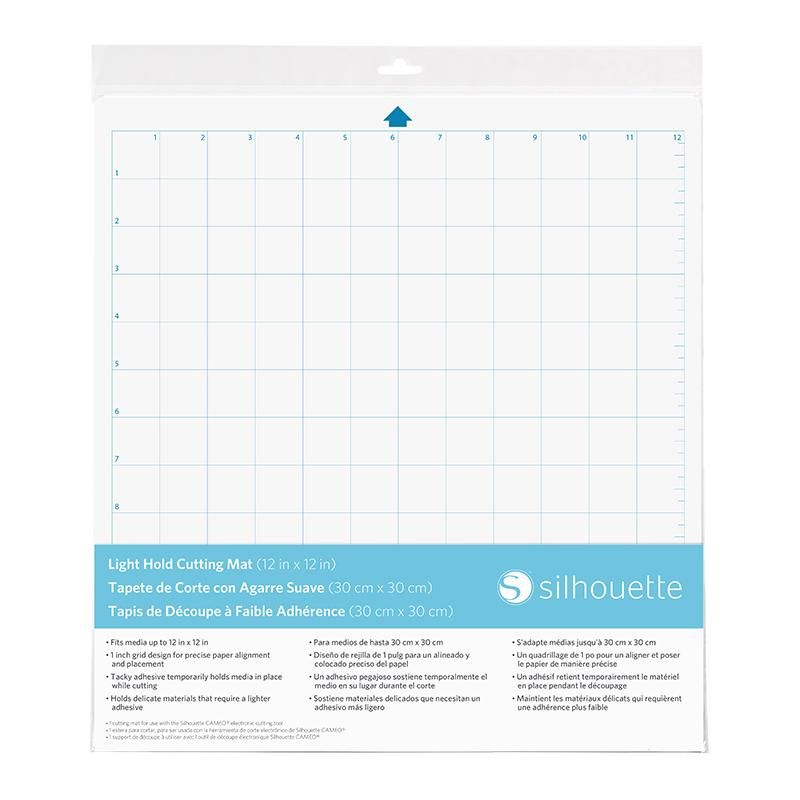 1 2 3 4 5 6 7 8 9 10 11 12
1
2
3
4
5
6
7
8
Light Hold Cutting Mat (12 in x 12 in)
Tapete de Corte con Agarre Suave (30 cm x 30 cm)
Tapis de Découpe à Faible Adhérence (30 cm x 30 cm)
S silhouette
• Fits media up to 12 in x 12 in
• 1 inch grid design for precise paper alignment
and placement
• Tacky adhesive temporarily holds media in place
while cutting
• Holds delicate materials that require a lighter
adhesive
• Para medios de hasta 30 cm x 30 cm
• Diseño de rejilla de 1 pulg para un alineado y
colocado preciso del papel
• Un adhesivo pegajoso sostiene temporalmente el
medio en su lugar durante el corte
• Sostiene materiales delicados que necesitan un
adhesivo más ligero
• S'adapte médias jusqu'à 30 cm x 30 cm
• Un quadrillage de 1 po pour un aligner et poser
le papier de manière précise
• Un adhésif retient temporairement le matériel
en place pendant le découpage
• Maintient les matériels délicats qui requièrent
une adhérence plus faible
• 1 cutting mat for use with the Silhouette CAMEO® electronic cutting tool
• 1 estera para cortar, para ser usada con la herramienta de corte electrónico de Silhouette CAMEO®
• 1 support de découpe à utiliser avec l'outil de découpe électronique Silhouette CAMEO®